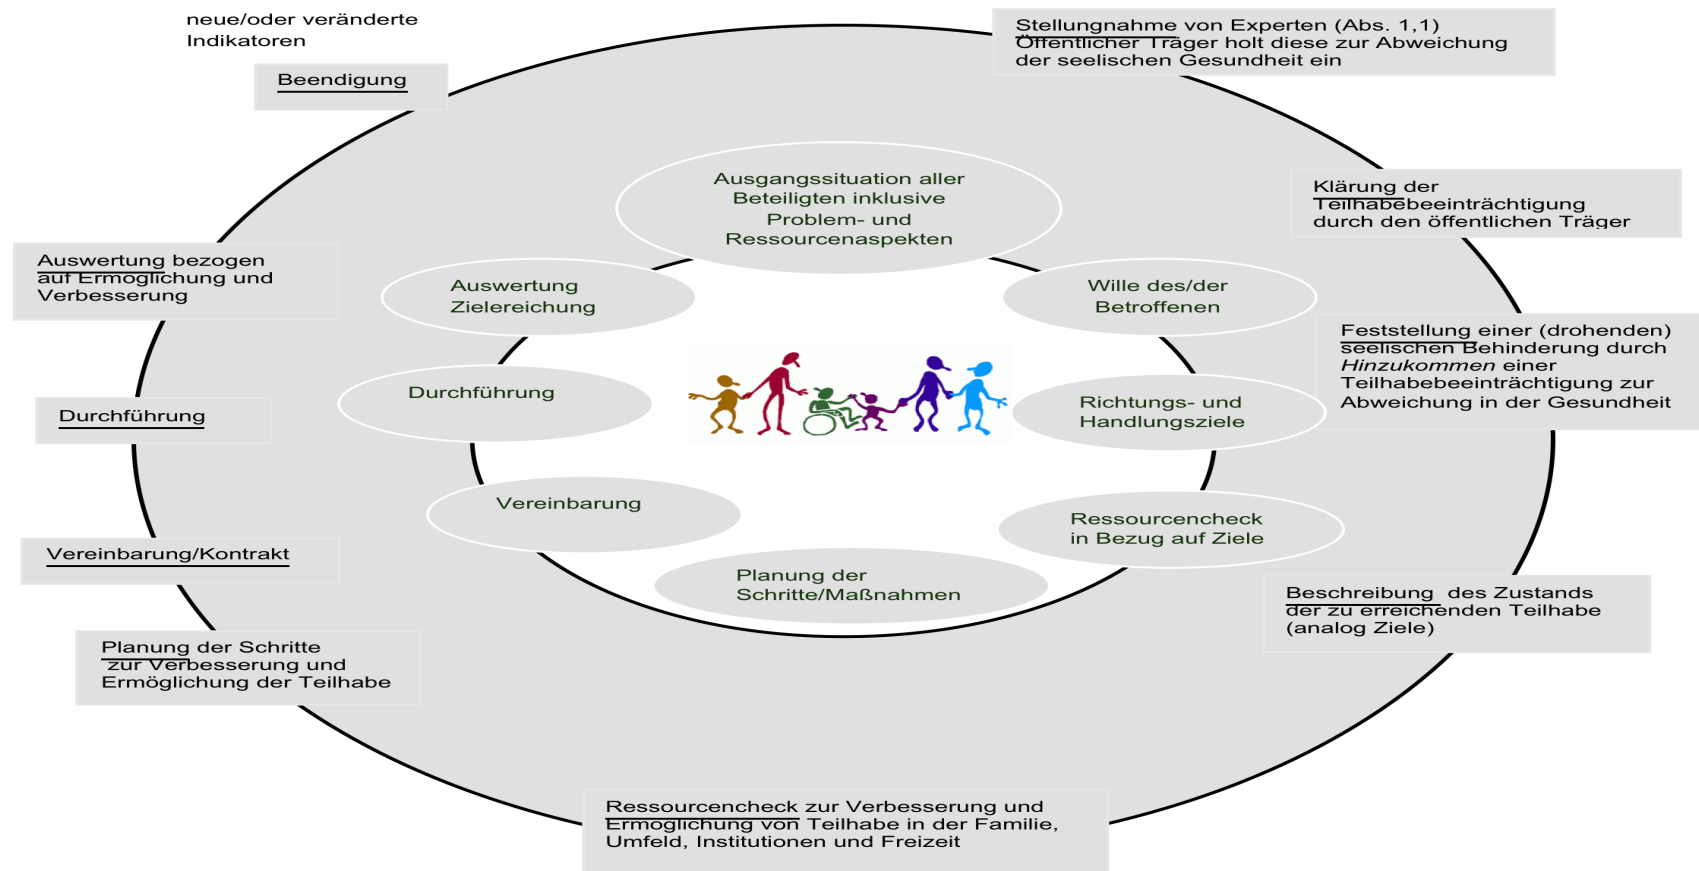 neue/oder veränderte
Indikatoren
Beendigung
Stellungnahme von Experten (Abs. 1,1)
Öffentlicher Träger holt diese zur Abweichung
der seelischen Gesundheit ein
Klärung der
Teilhabebeeinträchtigung
durch den öffentlichen Träger
Feststellung einer (drohenden)
seelischen Behinderung durch
Hinzukommen einer
Teilhabebeeinträchtigung zur
Abweichung in der Gesundheit
Beschreibung des Zustands
der zu erreichenden Teilhabe
(analog Ziele)
Ressourcencheck zur Verbesserung und
Ermöglichung von Teilhabe in der Familie,
Umfeld, Institutionen und Freizeit
Planung der Schritte
zur Verbesserung und
Ermöglichung der Teilhabe
Vereinbarung/Kontrakt
Durchführung
Auswertung bezogen
auf Ermöglichung und
Verbesserung
Ausgangssituation aller
Beteiligten inklusive
Problem- und
Ressourcenaspekten
Wille des/der
Betroffenen
Richtungs- und
Handlungsziele
Ressourcencheck
in Bezug auf Ziele
Planung der
Schritte/Maßnahmen
Vereinbarung
Durchführung
Auswertung
Zielereichung